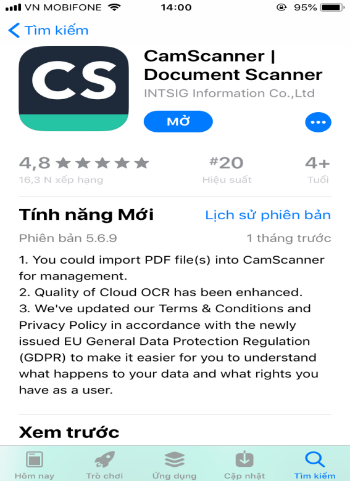 VN MOBIFONE 14:00 95%
Tìm kiếm
CS
CamScanner |
Document Scanner
INTSIG Information Co.,Ltd
MỞ
4,8 #20 4+
16,3 N xếp hạng Hiệu suất Tuổi
Tính năng Mới Lịch sử phiên bản
Phiên bản 5.6.9 1 tháng trước
1. You could import PDF file(s) into CamScanner
for management.
2. Quality of Cloud OCR has been enhanced.
3. We've updated our Terms & Conditions and
Privacy Policy in accordance with the newly
issued EU General Data Protection Regulation
(GDPR) to make it easier for you to understand
what happens to your data and what rights you
have as a user.
Xem trước
Hôm nay Trò chơi Ứng dụng Cập nhật Tìm kiếm